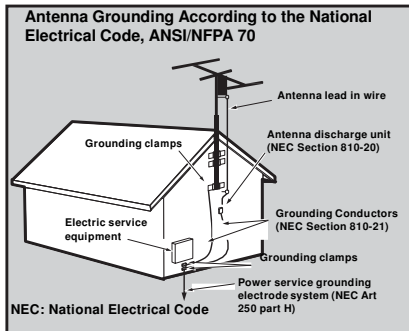 Antenna Grounding According to the National
Electrical Code, ANSI/NFPA 70
Antenna lead in wire
Grounding clamps
Antenna discharge unit
(NEC Section 810-20)
Electric service
equipment
Grounding Conductors
(NEC Section 810-21)
Grounding clamps
Power service grounding
electrode system (NEC Art
250 part H)
NEC: National Electrical Code